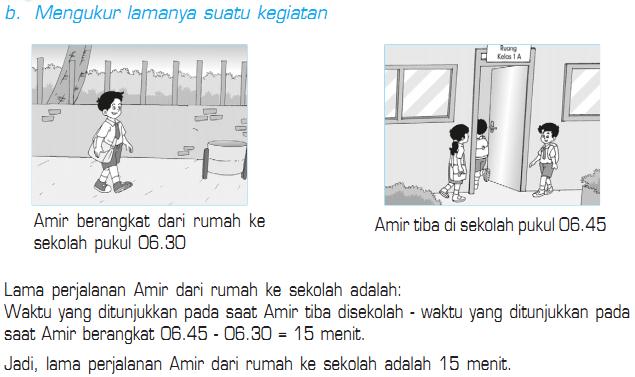 b. Mengukur lamanya suatu kegiatan
Ruang
Kelas 1 A
Amir berangkat dari rumah ke
sekolah pukul 06.30
Amir tiba di sekolah pukul 06.45
Lama perjalanan Amir dari rumah ke sekolah adalah:
Waktu yang ditunjukkan pada saat Amir tiba disekolah - waktu yang ditunjukkan pada
saat Amir berangkat 06.45 - 06.30 = 15 menit.
Jadi, lama perjalanan Amir dari rumah ke sekolah adalah 15 menit.